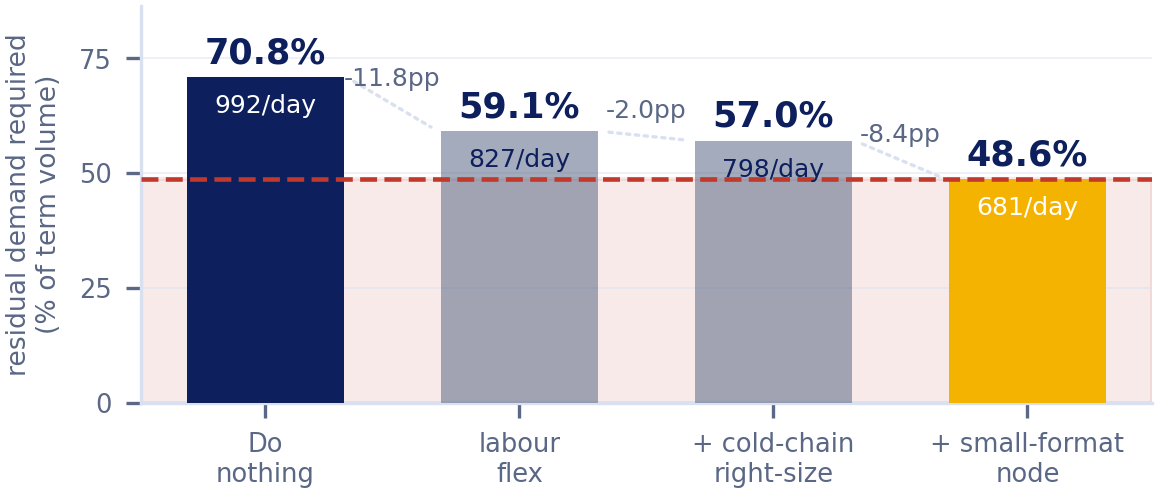 residual demand required
(% of term volume)
75
50
25
0
70.8%
992/day
-11.8pp
59.1%
827/day
-2.0pp
57.0%
798/day
-8.4pp
48.6%
681/day
Do
nothing
labour
flex
+ cold-chain
right-size
+ small-format
node